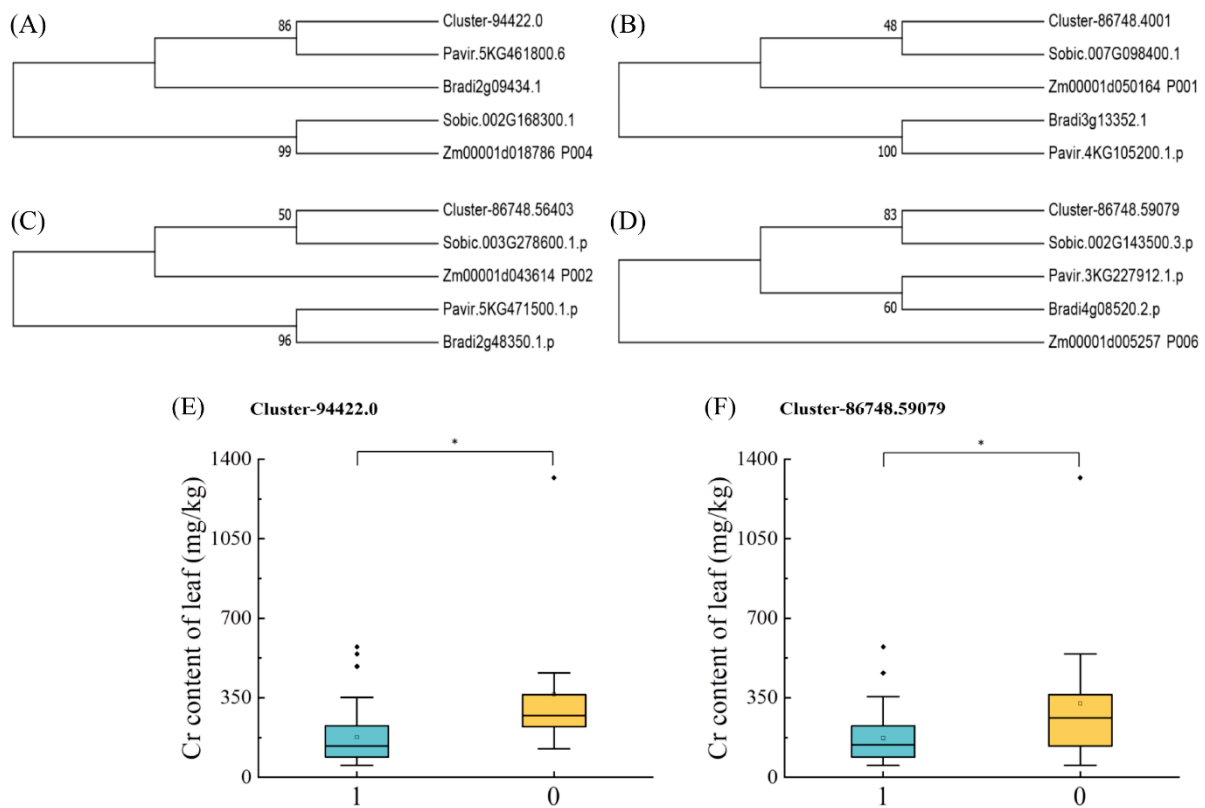 (A)
86
Cluster-94422.0
Pavir.5KG461800.6
Bradi2g09434.1
Sobic.002G168300.1
99
Zm00001d018786 P004
(B)
48
Cluster-86748.4001
Sobic.007G098400.1
Zm00001d050164 P001
Bradi3g13352.1
100
Pavir.4KG105200.1.p
(C)
50
Cluster-86748.56403
Sobic.003G278600.1.p
Zm00001d043614 P002
Pavir.5KG471500.1.p
96
Bradi2g48350.1.p
(D)
83
Cluster-86748.59079
Sobic.002G143500.3.p
Pavir.3KG227912.1.p
60
Bradi4g08520.2.p
Zm00001d005257 P006
(E)
Cluster-94422.0
*
Cr content of leaf (mg/kg)
1400
1050
700
350
0
1 0
(F)
Cluster-86748.59079
*
Cr content of leaf (mg/kg)
1400
1050
700
350
0
1 0